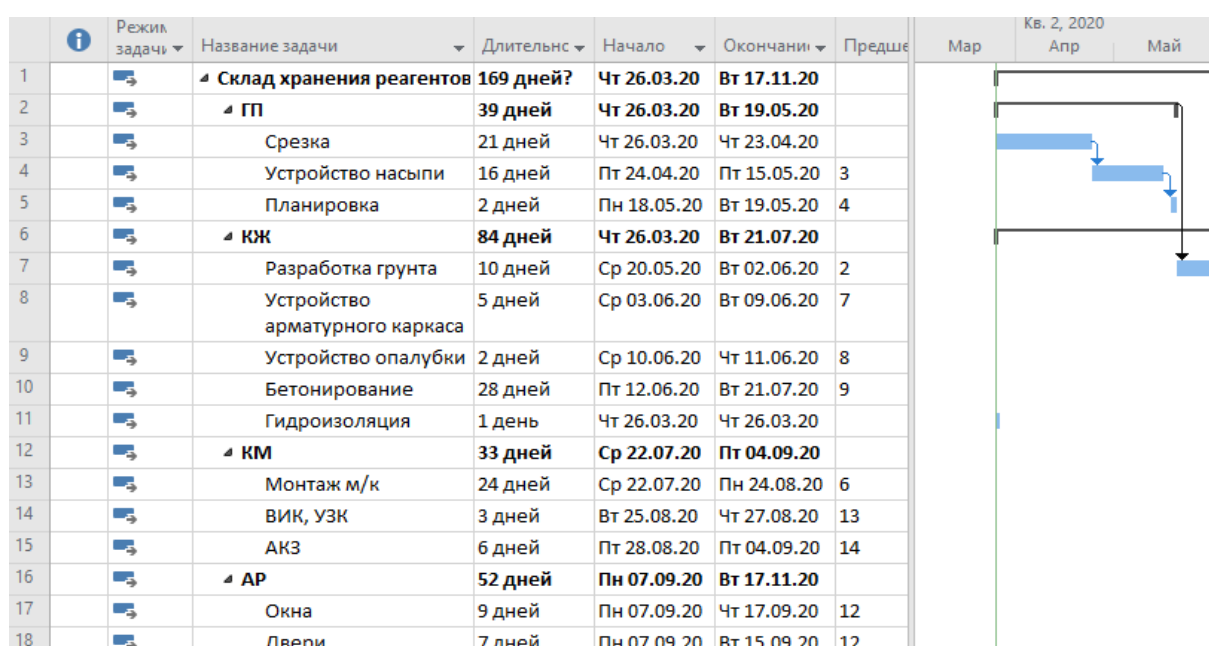 Кв. 2, 2020
Режим задачи Название задачи Длительнс Начало Окончани Предше Мар Апр Май
1 Склад хранения реагентов 169 дней? Чт 26.03.20 Вт 17.11.20
2 ГП 39 дней Чт 26.03.20 Вт 19.05.20
3 Срезка 21 дней Чт 26.03.20 Чт 23.04.20
4 Устройство насыпи 16 дней Пт 24.04.20 Пт 15.05.20 3
5 Планировка 2 дней Пн 18.05.20 Вт 19.05.20 4
6 КЖ 84 дней Чт 26.03.20 Вт 21.07.20
7 Разработка грунта 10 дней Ср 20.05.20 Вт 02.06.20 2
8 Устройство 5 дней Ср 03.06.20 Вт 09.06.20 7
арматурного каркаса
9 Устройство опалубки 2 дней Ср 10.06.20 Чт 11.06.20 8
10 Бетонирование 28 дней Пт 12.06.20 Вт 21.07.20 9
11 Гидроизоляция 1 день Чт 26.03.20 Чт 26.03.20
12 КМ 33 дней Ср 22.07.20 Пт 04.09.20
13 Монтаж м/к 24 дней Ср 22.07.20 Пн 24.08.20 6
14 ВИК, УЗК 3 дней Вт 25.08.20 Чт 27.08.20 13
15 АКЗ 6 дней Пт 28.08.20 Пт 04.09.20 14
16 АР 52 дней Пн 07.09.20 Вт 17.11.20
17 Окна 9 дней Пн 07.09.20 Чт 17.09.20 12
18 Двери 7 дней Пн 07.09.20 Вт 15.09.20 12